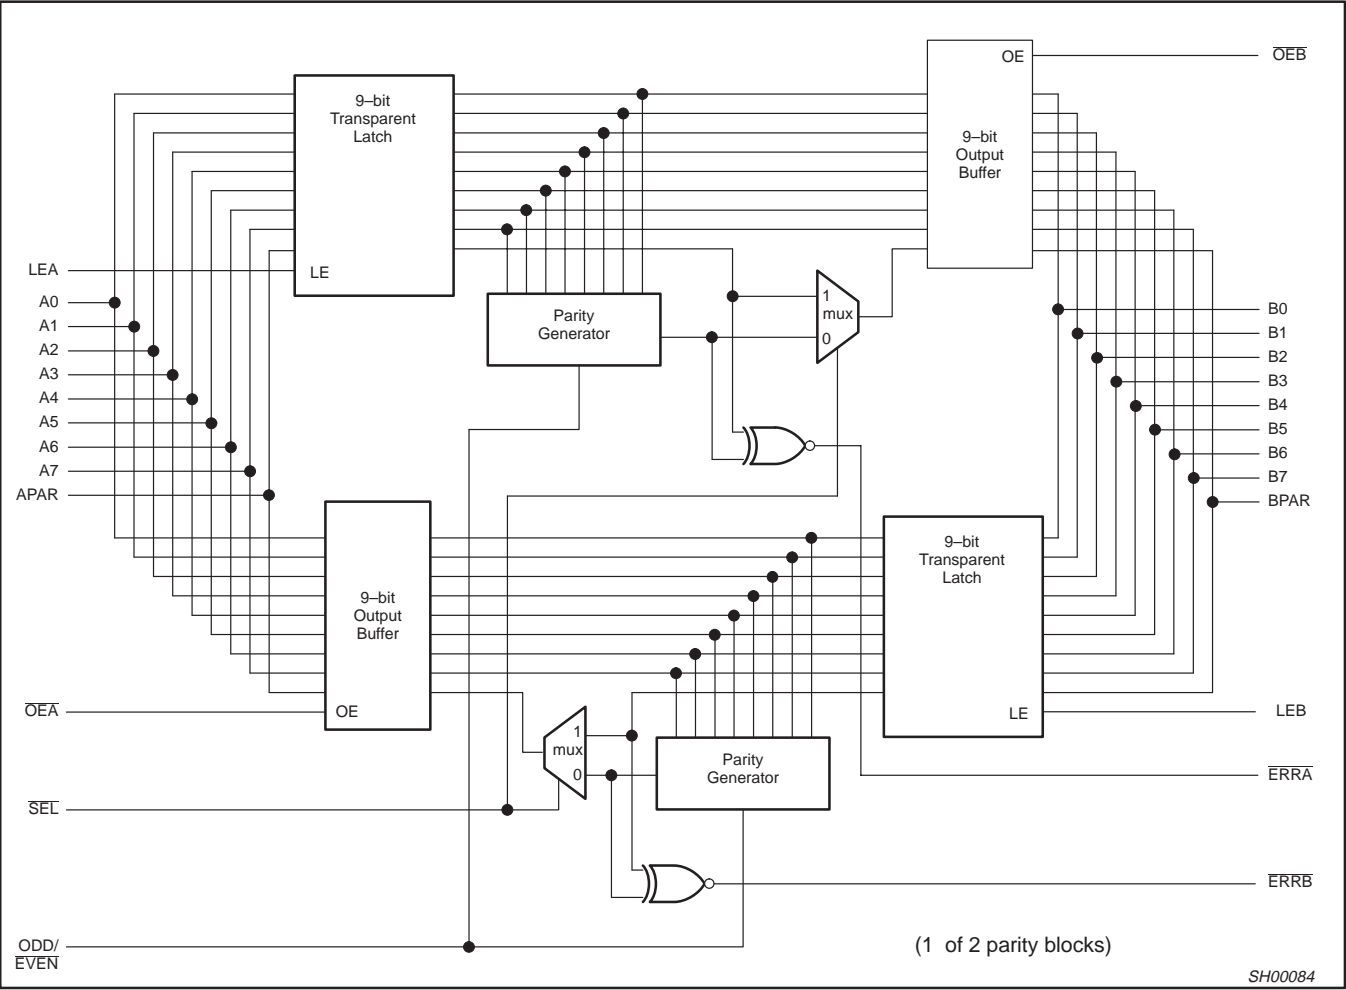 OE
OEB
9–bit
Transparent
Latch
9–bit
Output
Buffer
LEA
LE
A0
A1
A2
A3
A4
A5
A6
A7
APAR
Parity
Generator
1
mux
0
B0
B1
B2
B3
B4
B5
B6
B7
BPAR
9–bit
Output
Buffer
9–bit
Transparent
Latch
OEA
OE
LE
LEB
1
mux
0
Parity
Generator
ERRA
SEL
ERRB
ODD/
EVEN
(1 of 2 parity blocks)
SH00084